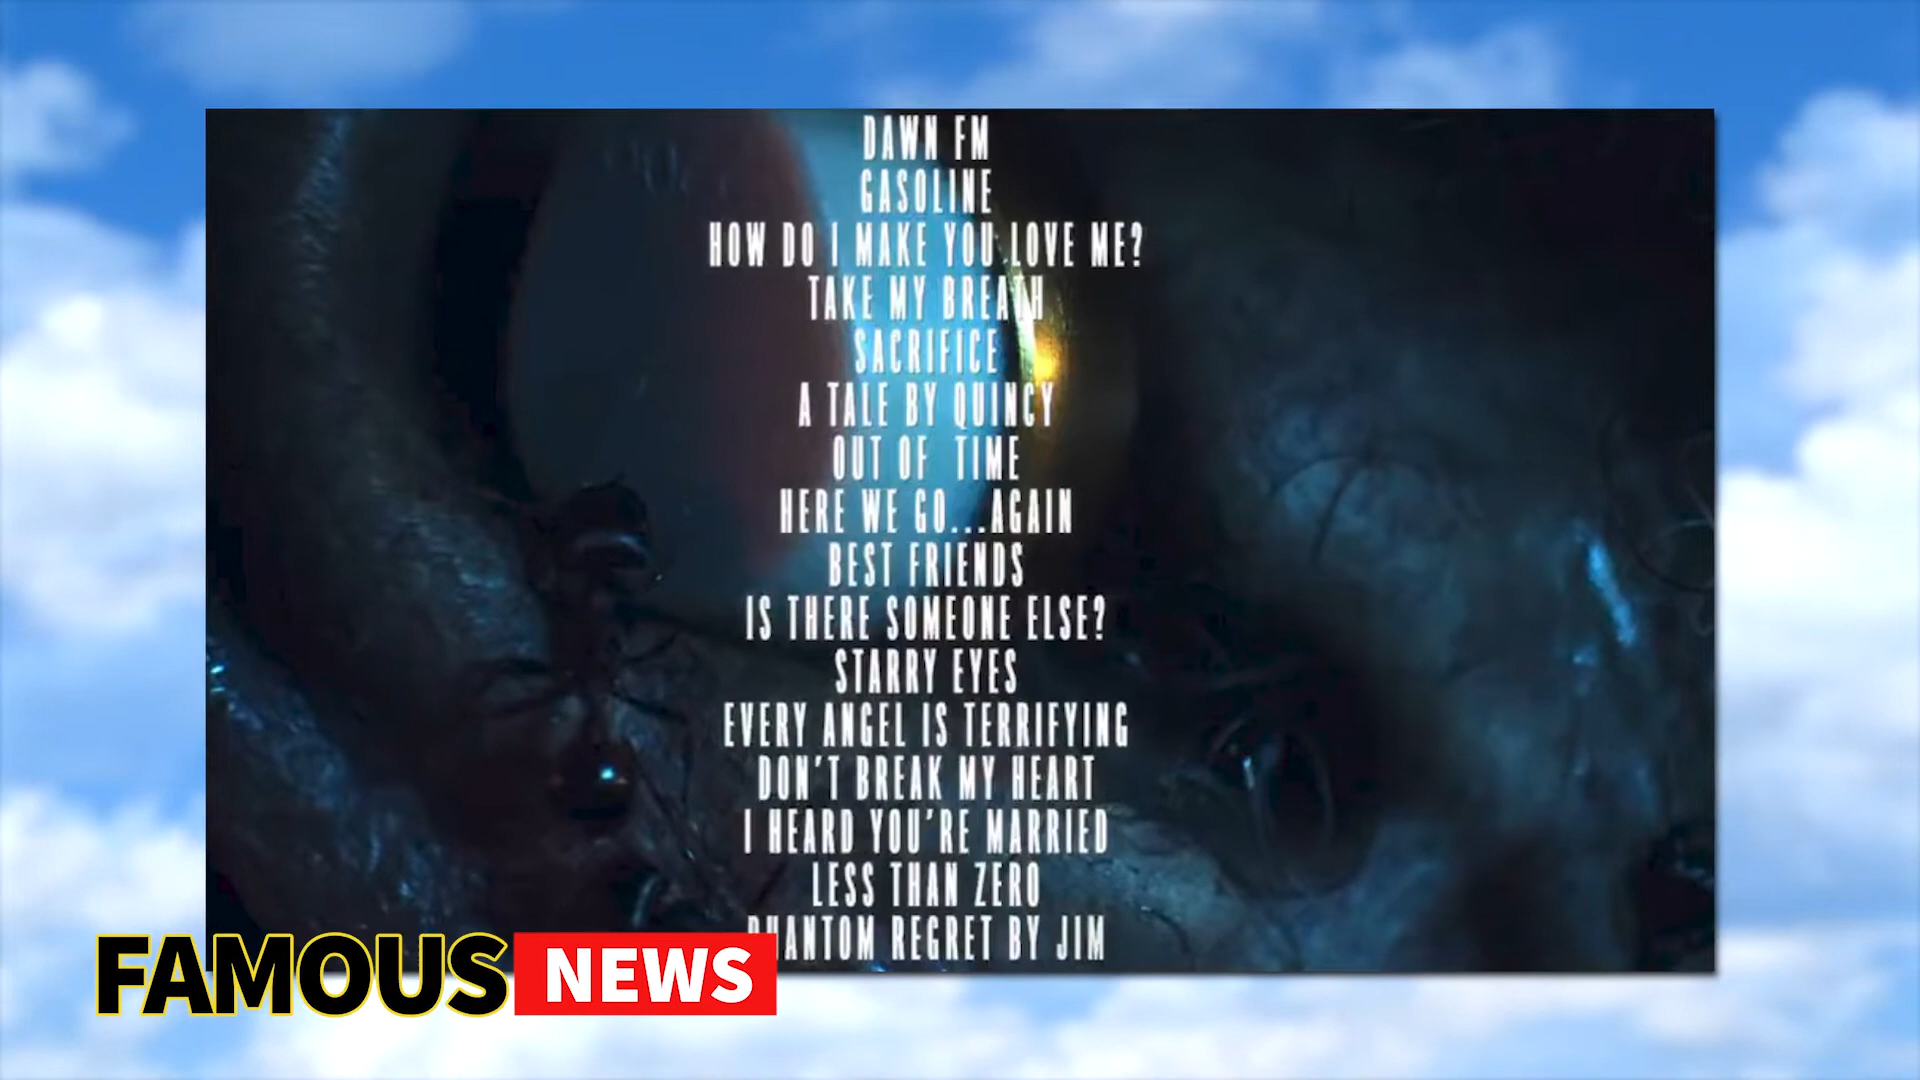 DAWN FM
GASOLINE
HOW DO I MAKE YOU LOVE ME?
TAKE MY BREATH
SACRIFICE
A TALE BY QUINCY
OUT OF TIME
HERE WE GO...AGAIN
BEST FRIENDS
IS THERE SOMEONE ELSE?
STARRY EYES
EVERY ANGEL IS TERRIFYING
DON'T BREAK MY HEART
I HEARD YOU'RE MARRIED
LESS THAN ZERO
PHANTOM REGRET BY JIM
FAMOUS NEWS